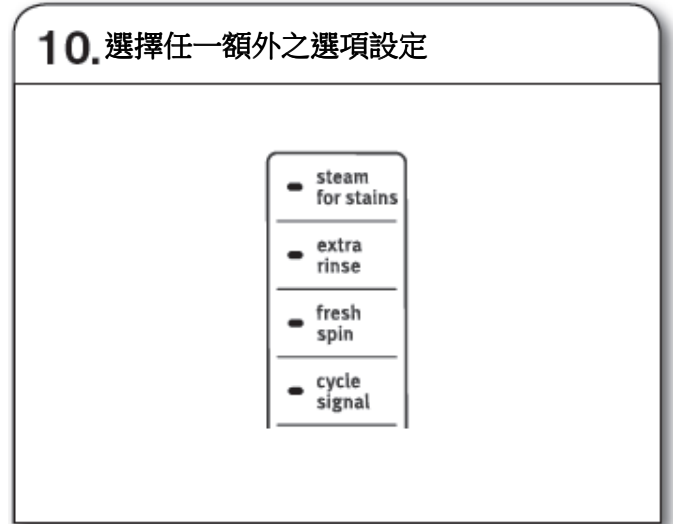 10.選擇任一額外之選項設定
steam
for stains
extra
rinse
fresh
spin
cycle
signal